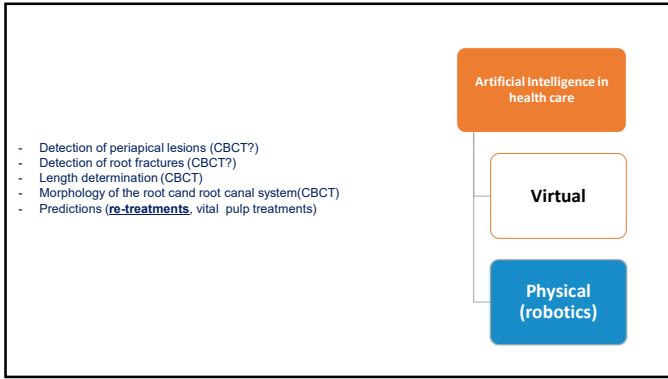 - Detection of periapical lesions (CBCT?)
- Detection of root fractures (CBCT?)
- Length determination (CBCT)
- Morphology of the root cand root canal system(CBCT)
- Predictions (re-treatments, vital pulp treatments)
Artificial Intelligence in
health care
Virtual
Physical
(robotics)